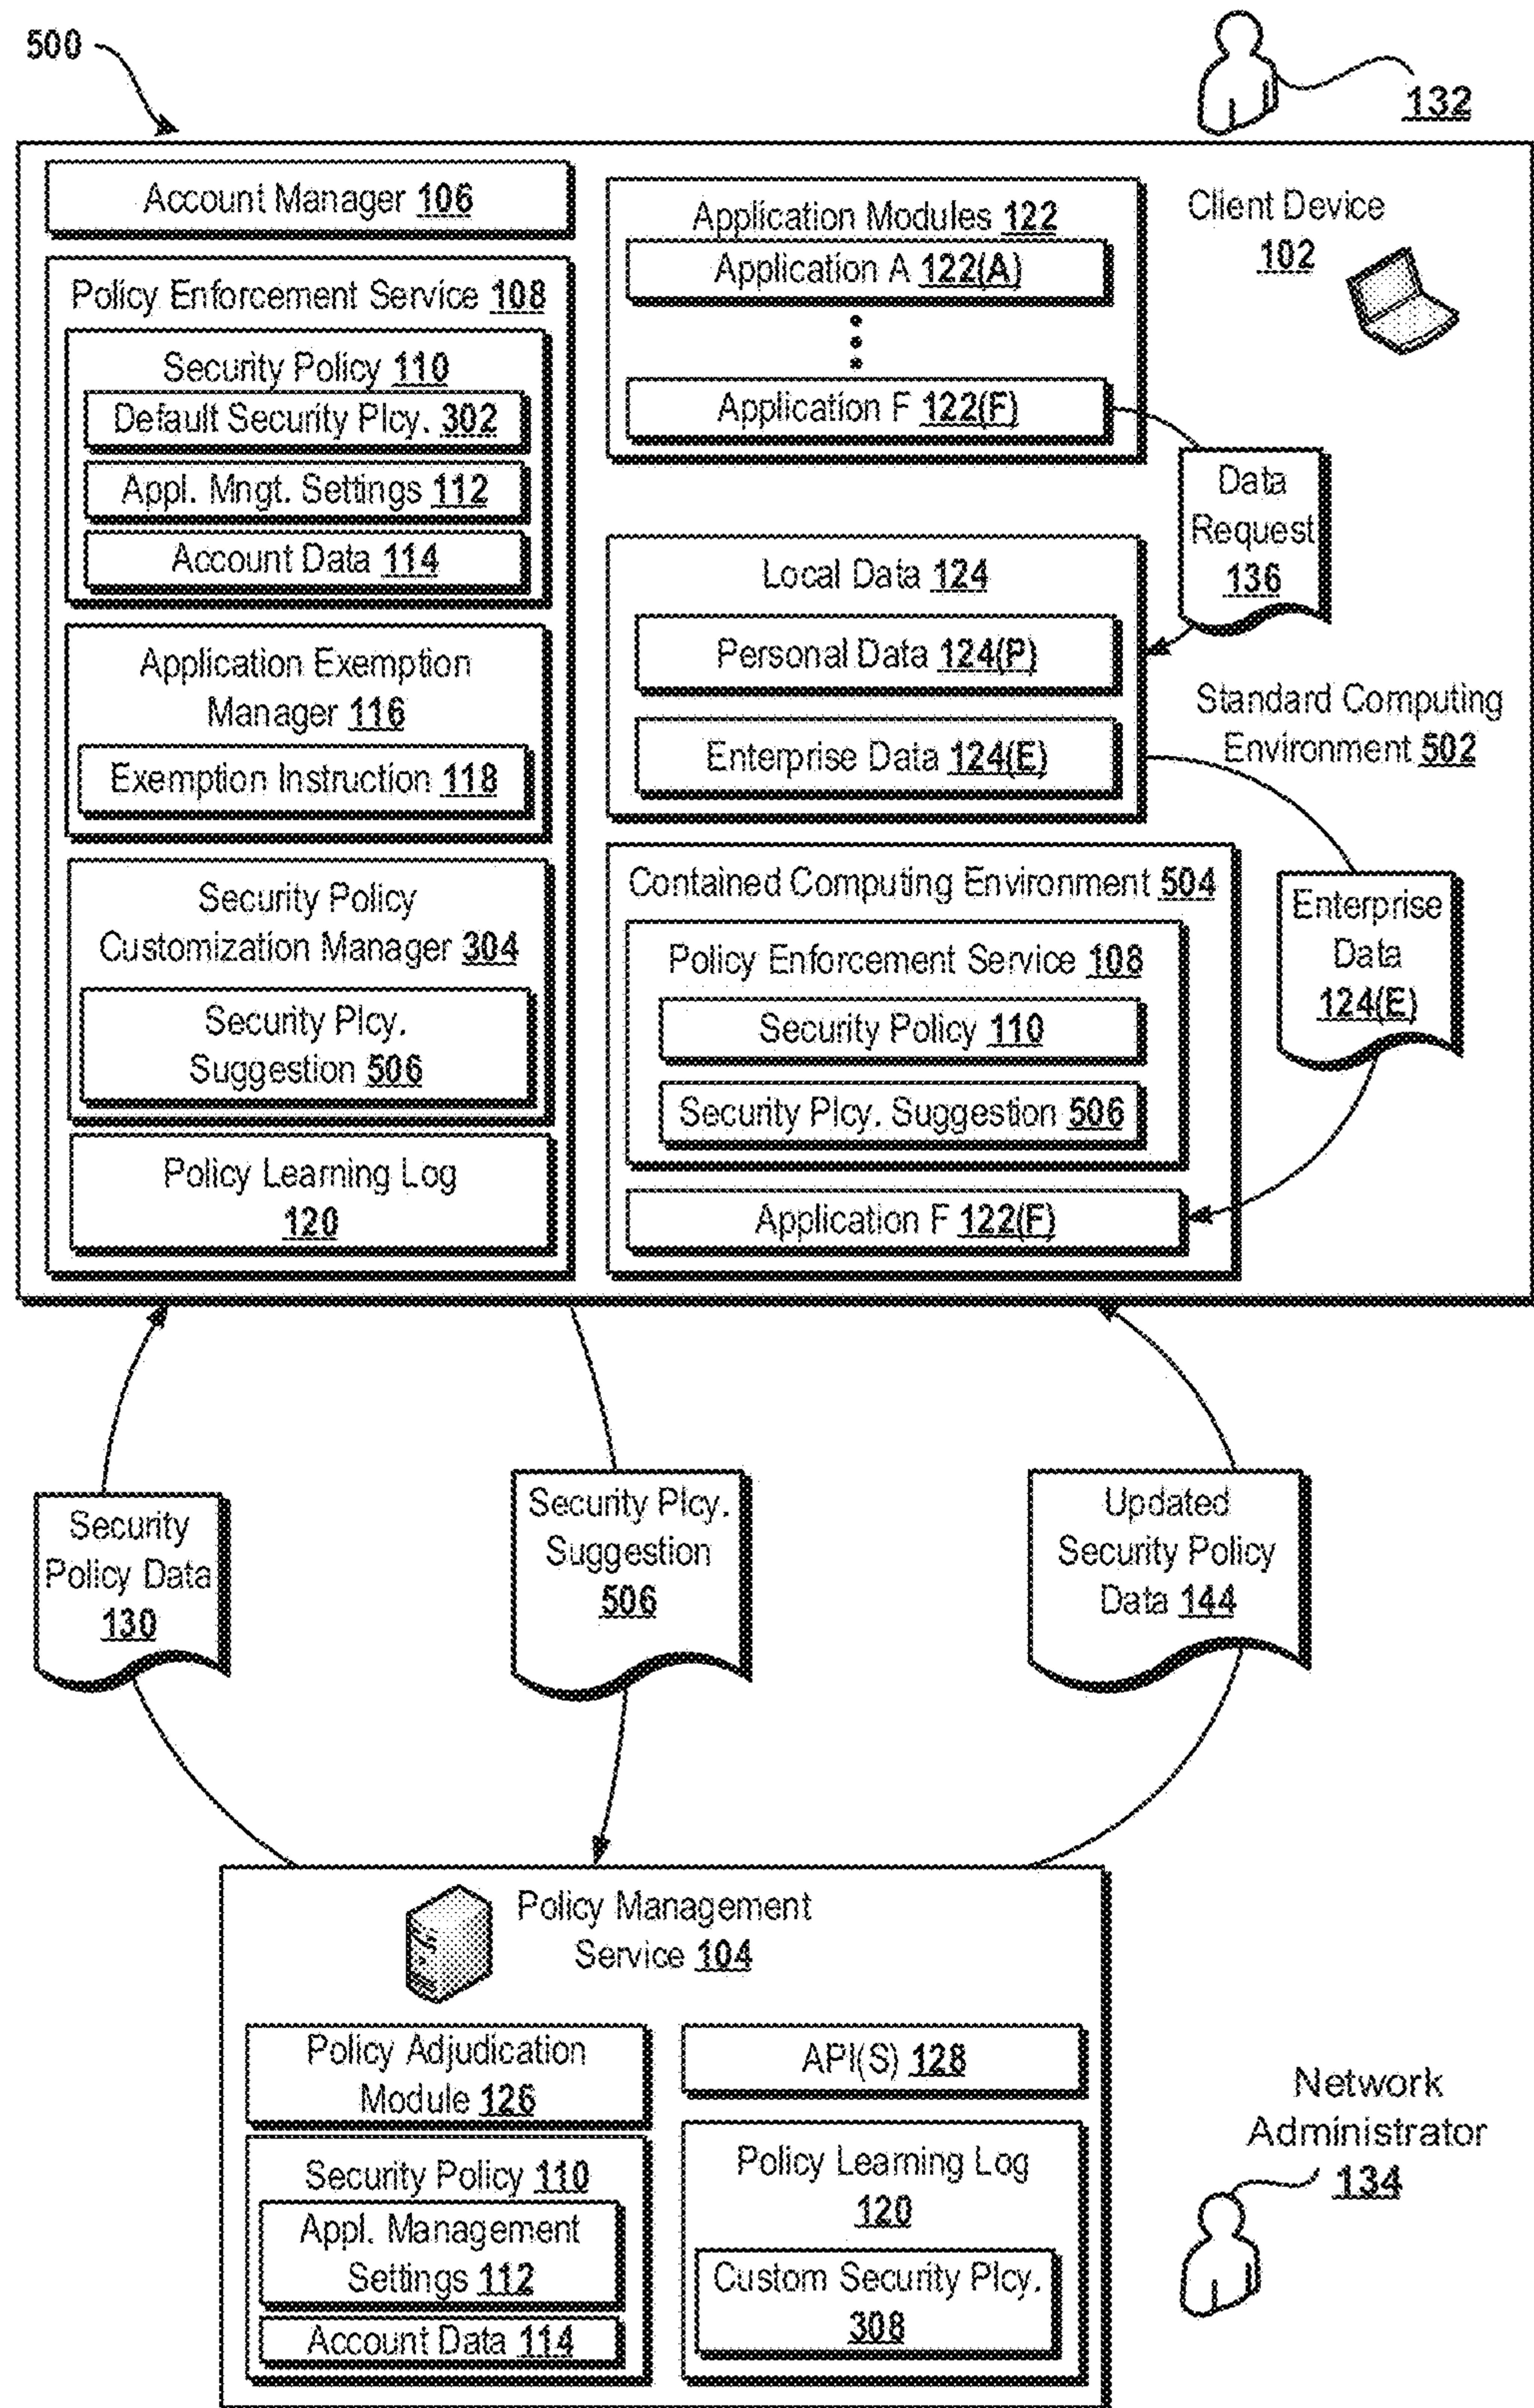 500
132
Account Manager 106
Policy Enforcement Service 108
Security Policy 110
Default Security Plcy. 302
Appl. Mngt. Settings 112
Account Data 114
Application Exemption
Manager 116
Exemption Instruction 118
Security Policy
Customization Manager 304
Security Plcy.
Suggestion 506
Policy Learning Log
120
Application Modules 122
Application A 122(A)
Application F 122(F)
Client Device
102
Data
Request
136
Local Data 124
Personal Data 124(P)
Enterprise Data 124(E)
Standard Computing
Environment 502
Contained Computing Environment 504
Policy Enforcement Service 108
Security Policy 110
Security Plcy. Suggestion 506
Application F 122(F)
Enterprise
Data
124(E)
Security
Policy Data
130
Security Plcy.
Suggestion
506
Updated
Security Policy
Data 144
Policy Management
Service 104
Policy Adjudication
Module 126
Security Policy 110
Appl. Management
Settings 112
Account Data 114
API(S) 128
Policy Learning Log
120
Custom Security Plcy.
308
Network
Administrator
134